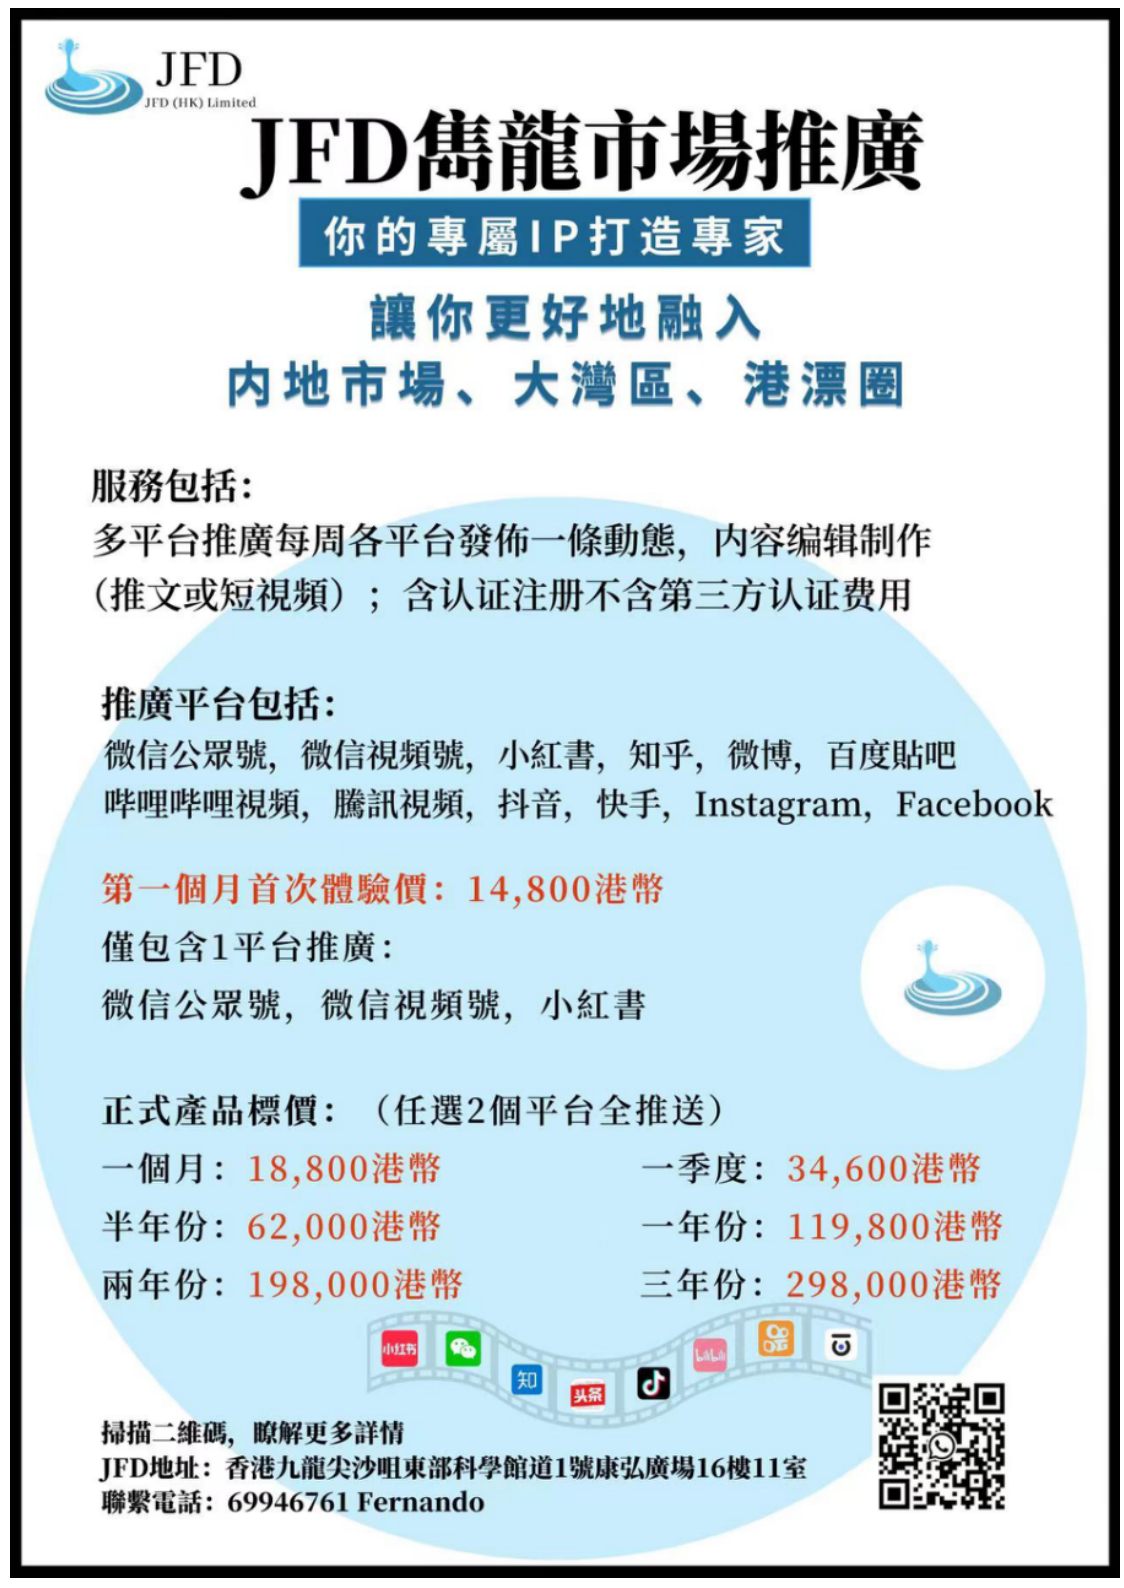 JFD
JFD (HK) Limited
JFD雋龍市場推廣
你的專屬IP打造專家
讓你更好地融入
内地市場、大灣區、港漂圈
服務包括：
多平台推廣每周各平台發佈一條動態，内容编辑制作
（推文或短視頻）；含认证注册不含第三方认证费用
推廣平台包括：
微信公眾號，微信視頻號，小紅書，知乎，微博，百度貼吧
哔哩哔哩視頻，騰訊視頻，抖音，快手，Instagram，Facebook
第一個月首次體驗價：14,800港幣
僅包含1平台推廣：
微信公眾號，微信視頻號，小紅書
正式產品標價：（任選2個平台全推送）
一個月：18,800港幣 一季度：34,600港幣
半年份：62,000港幣 一年份：119,800港幣
兩年份：198,000港幣 三年份：298,000港幣
小红书
知
头条
bilibili
掃描二維碼，瞭解更多詳情
JFD地址：香港九龍尖沙咀東部科學館道1號康弘廣場16樓11室
聯繫電話：69946761 Fernando